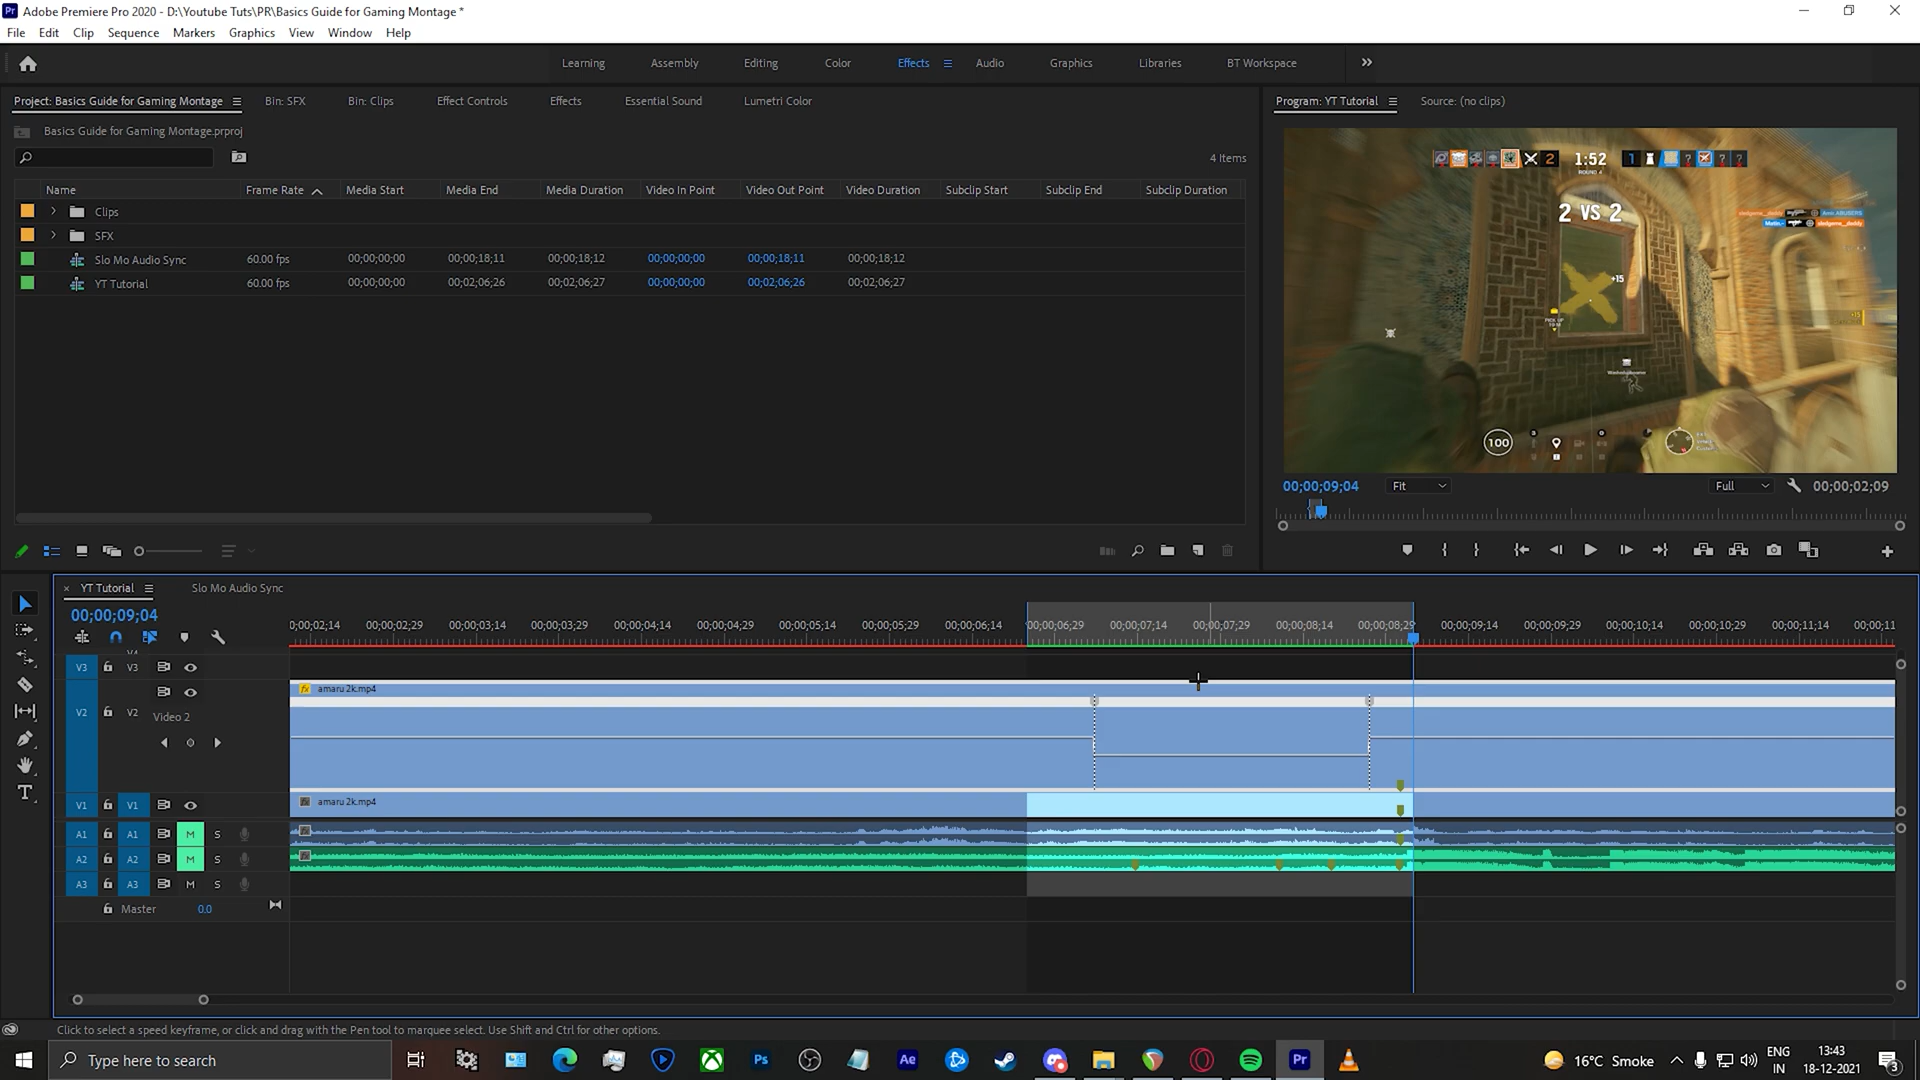 Adobe Premiere Pro 2020 - D:\Youtube Tuts\PR\Basics Guide for Gaming Montage *
File Edit Clip Sequence Markers Graphics View Window Help
Learning Assembly Editing Color Effects Audio Graphics Libraries BT Workspace
Project: Basics Guide for Gaming Montage Bin: SFX Bin: Clips Effect Controls Effects Essential Sound Lumetri Color
Basics Guide for Gaming Montage.prproj
4 Items
Name Frame Rate Media Start Media End Media Duration Video In Point Video Out Point Video Duration Subclip Start Subclip End Subclip Duration
Clips
SFX
Slo Mo Audio Sync 60.00 fps 00;00;00;00 00;00;18;11 00;00;18;12 00;00;00;00 00;00;18;11 00;00;18;12
YT Tutorial 60.00 fps 00;00;00;00 00;02;06;26 00;02;06;27 00;00;00;00 00;02;06;26 00;02;06;27
Program: YT Tutorial Source: (no clips)
2 1:52 1 ? ? ?
ROUND 4
2 VS 2
+15
100
00;00;09;04 Fit Full 00;00;02;09
YT Tutorial Slo Mo Audio Sync
00;00;09;04
0;00;02;14 00;00;02;29 00;00;03;14 00;00;03;29 00;00;04;14 00;00;04;29 00;00;05;14 00;00;05;29 00;00;06;14 00;00;06;29 00;00;07;14 00;00;07;29 00;00;08;14 00;00;08;29 00;00;09;14 00;00;09;29 00;00;10;14 00;00;10;29 00;00;11;14 00;00;11
V3 V3
fx amaru 2k.mp4
V2 V2 Video 2
V1 V1 fx amaru 2k.mp4
A1 A1 M S
A2 A2 M S
A3 A3 M S
Master 0.0
Click to select a speed keyframe, or click and drag with the Pen tool to marquee select. Use Shift and Ctrl for other options.
Type here to search
Ps Ae Pr
16°C Smoke
ENG
IN
13:43
18-12-2021
3